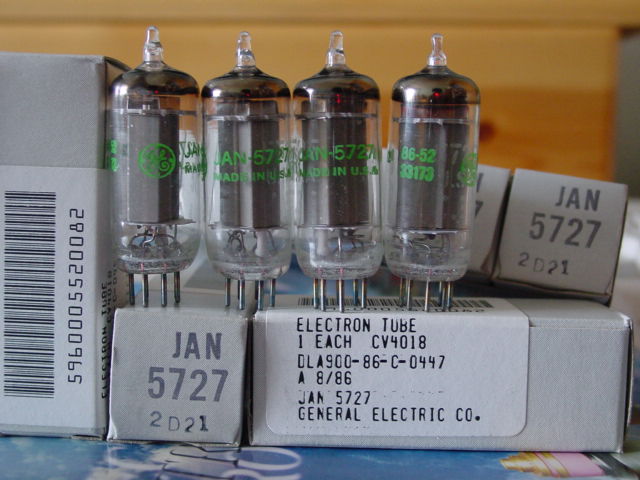 GE
JAN-5727
MADE IN U.S.A
JAN-5727
MADE IN U.S.A
86-52
33173
5960005520082
ELECTRON TUBE
JAN
5727
2D21
JAN
5727
2D21
ELECTRON TUBE
1 EACH CV4018
DLA900-86-C-0447
A 8/86
JAN 5727
GENERAL ELECTRIC CO.